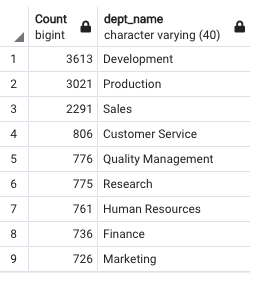 Count dept_name
bigint character varying (40)
1 3613 Development
2 3021 Production
3 2291 Sales
4 806 Customer Service
5 776 Quality Management
6 775 Research
7 761 Human Resources
8 736 Finance
9 726 Marketing